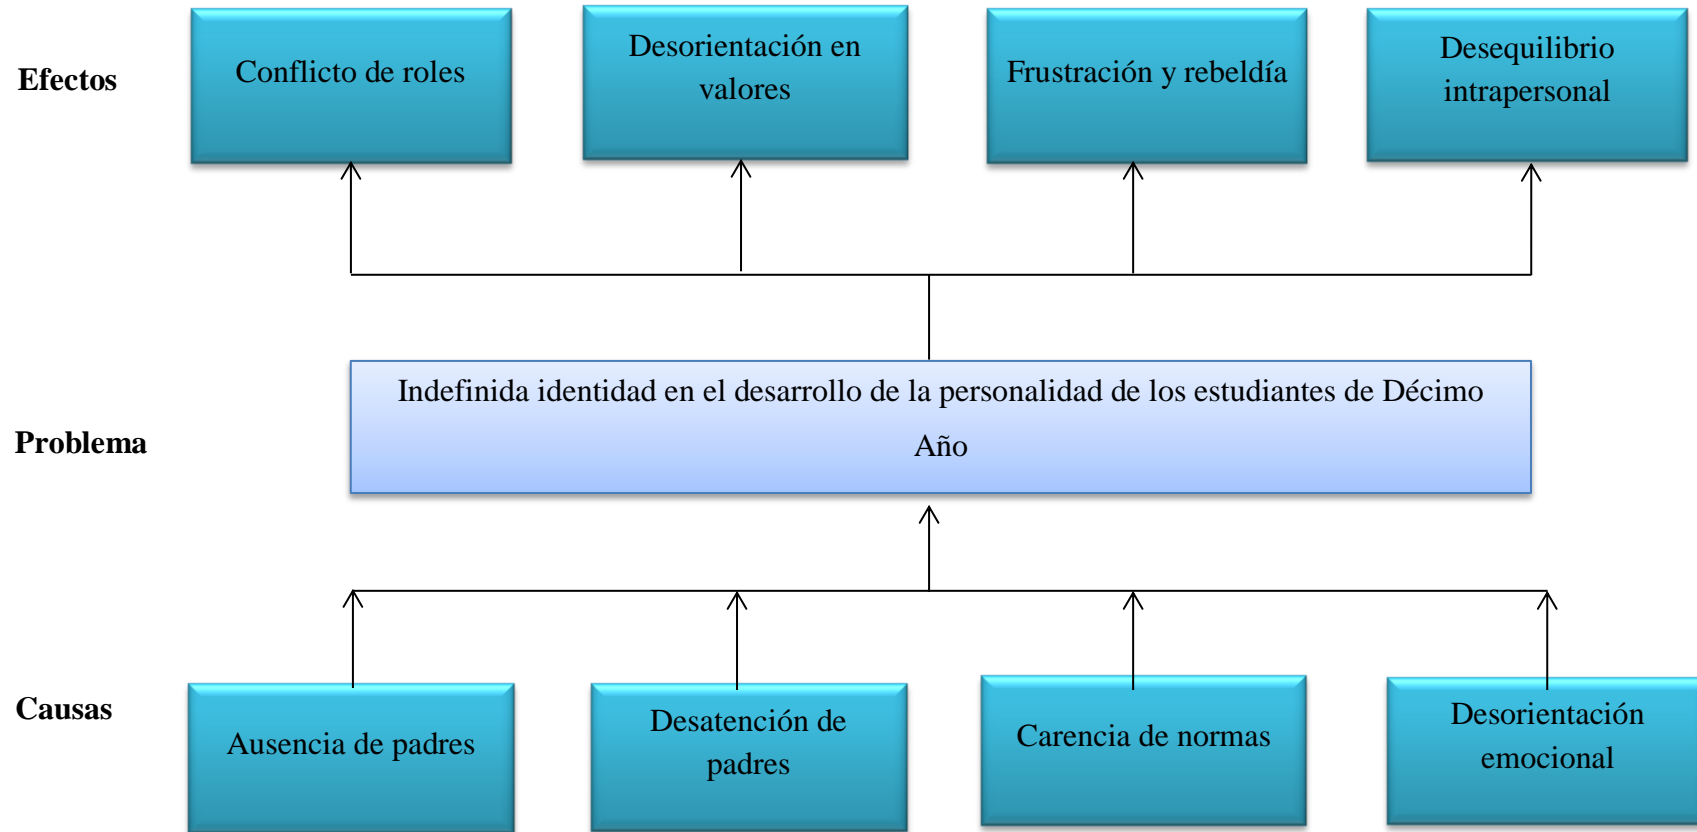 Efectos
Conflicto de roles
Desorientación en
valores
Frustración y rebeldía
Desequilibrio
intrapersonal
Problema
Indefinida identidad en el desarrollo de la personalidad de los estudiantes de Décimo
Año
Causas
Ausencia de padres
Desatención de
padres
Carencia de normas
Desorientación
emocional